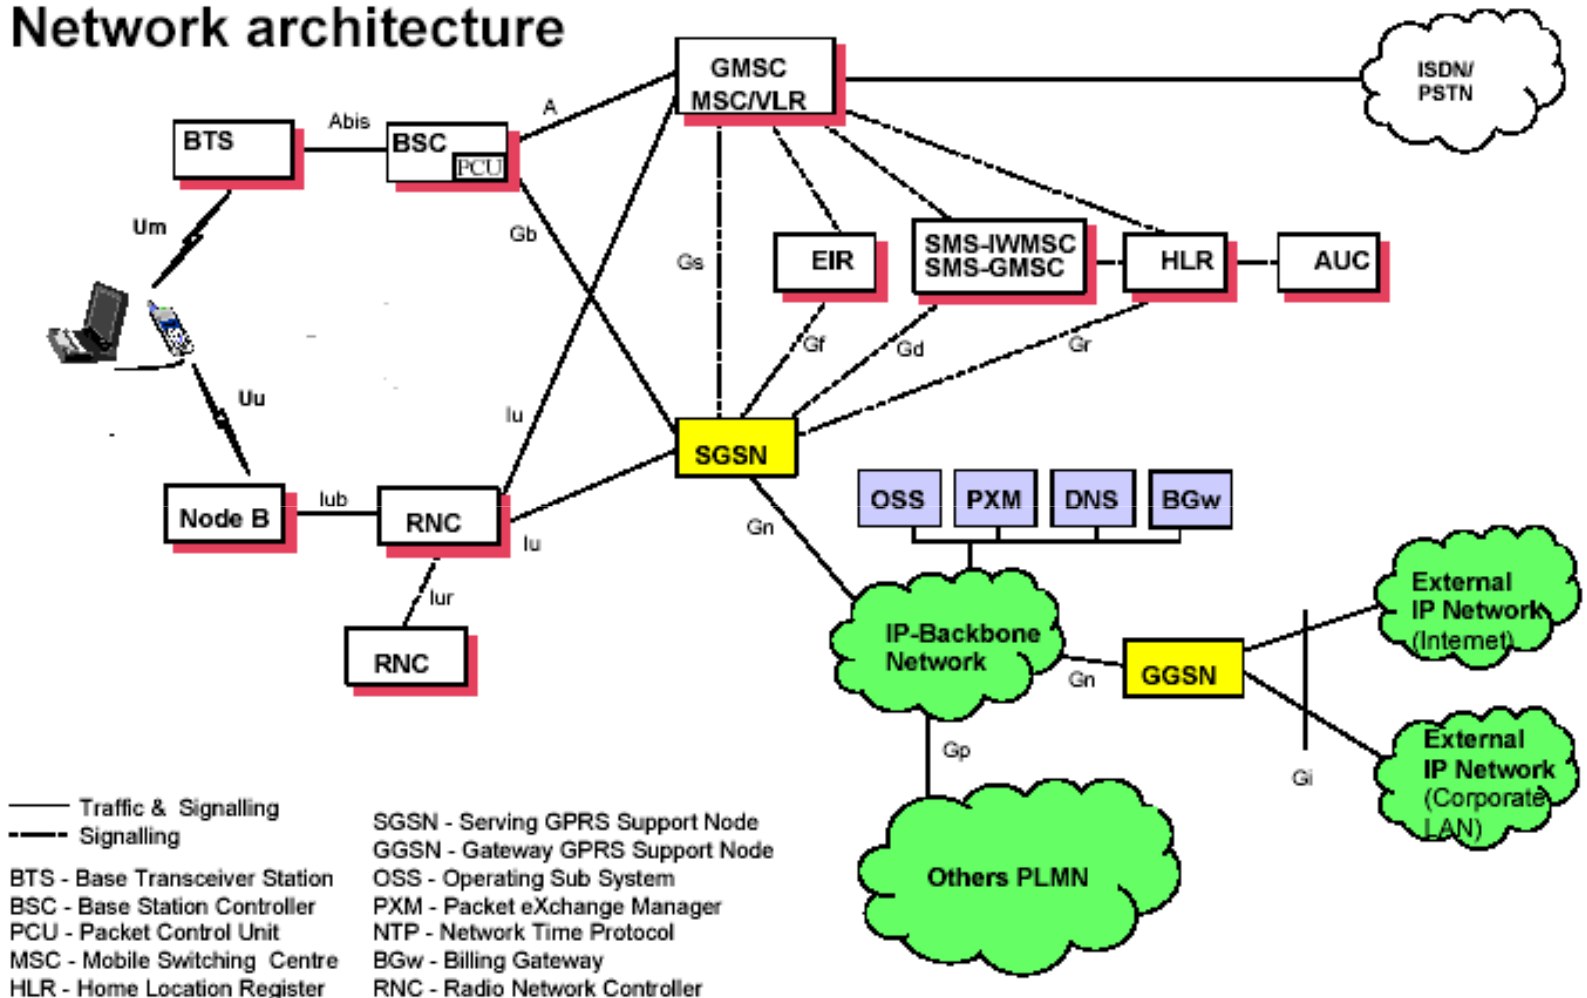 Network architecture
GMSC
MSC/VLR
ISDN/
PSTN
A
Abis
BTS
BSC
PCU
Um
Gb
Gs
EIR
SMS-IWMSC
SMS-GMSC
HLR
AUC
Gf
Gd
Gr
Uu
Iu
SGSN
Node B
Iub
RNC
Iu
Gn
OSS
PXM
DNS
BGw
Iur
RNC
IP-Backbone
Network
Gn
GGSN
External
IP Network
(Internet)
External
IP Network
(Corporate
LAN)
Gi
Gp
Others PLMN
Traffic & Signalling
Signalling
BTS - Base Transceiver Station
BSC - Base Station Controller
PCU - Packet Control Unit
MSC - Mobile Switching Centre
HLR - Home Location Register
SGSN - Serving GPRS Support Node
GGSN - Gateway GPRS Support Node
OSS - Operating Sub System
PXM - Packet eXchange Manager
NTP - Network Time Protocol
BGw - Billing Gateway
RNC - Radio Network Controller